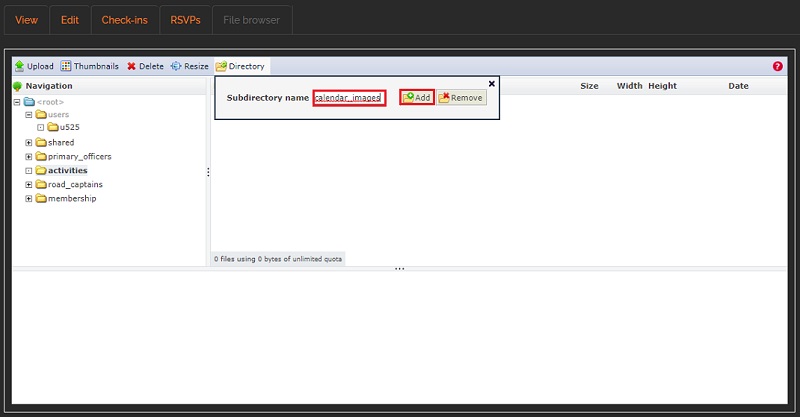 View Edit Check-ins RSVPs File browser
Upload Thumbnails Delete Resize Directory ?
Navigation Size Width Height Date
Subdirectory name calendar_images Add Remove
<root>
users
u525
shared
primary_officers
activities
road_captains
membership
0 files using 0 bytes of unlimited quota